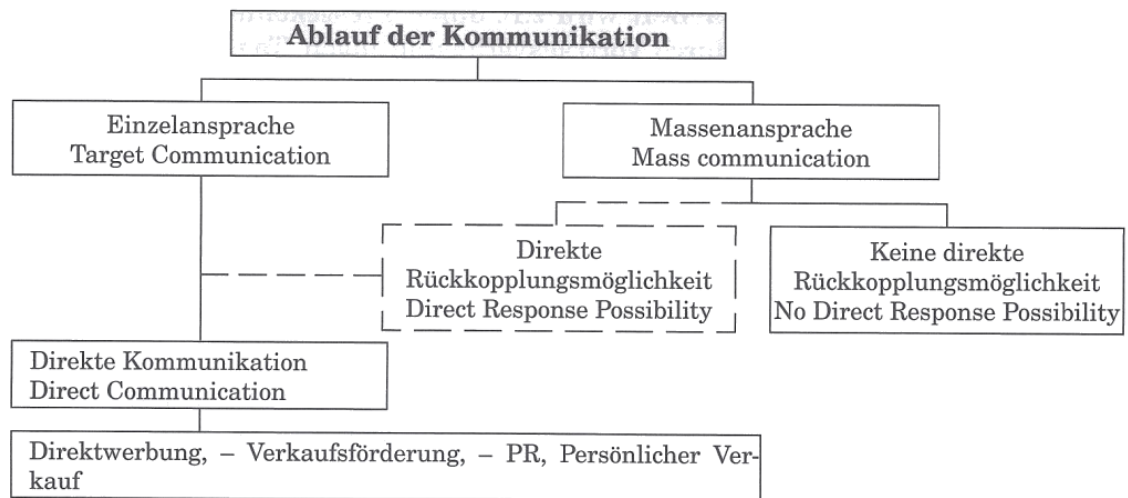 Ablauf der Kommunikation
Einzelansprache
Target Communication
Massenansprache
Mass communication
Direkte
Rückkopplungsmöglichkeit
Direct Response Possibility
Keine direkte
Rückkopplungsmöglichkeit
No Direct Response Possibility
Direkte Kommunikation
Direct Communication
Direktwerbung, – Verkaufsförderung, – PR, Persönlicher Ver-
kauf